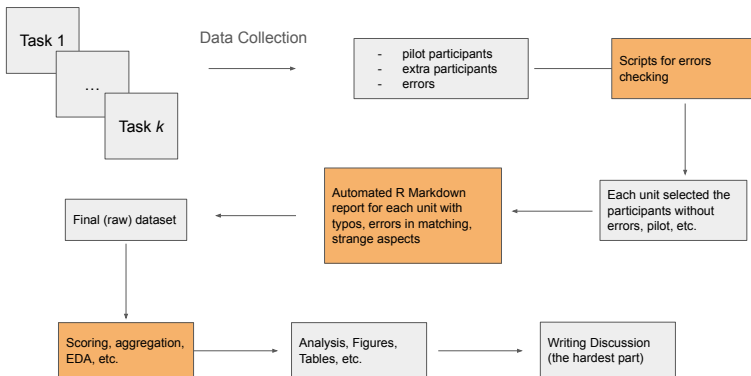 Task 1
...
Task k
Data Collection
- pilot participants
- extra participants
- errors
Scripts for errors
checking
Each unit selected the
participants without
errors, pilot, etc.
Automated R Markdown
report for each unit with
typos, errors in matching,
strange aspects
Final (raw) dataset
Scoring, aggregation,
EDA, etc.
Analysis, Figures,
Tables, etc.
Writing Discussion
(the hardest part)